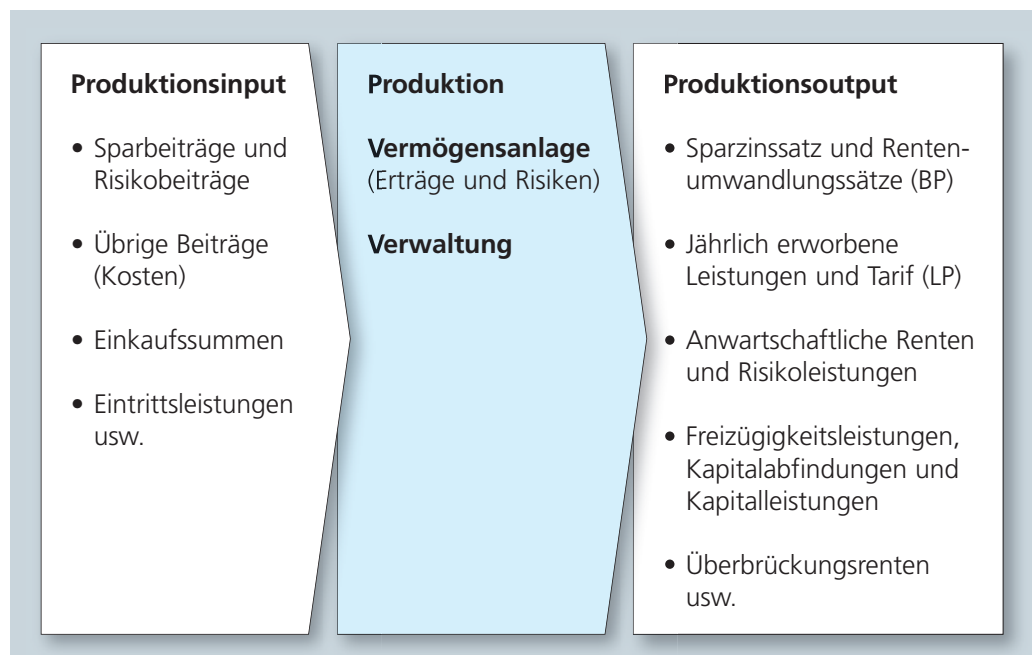 Produktionsinput
• Sparbeiträge und
Risikobeiträge
• Übrige Beiträge
(Kosten)
• Einkaufssummen
• Eintrittsleistungen
usw.
Produktion
Vermögensanlage
(Erträge und Risiken)
Verwaltung
Produktionsoutput
• Sparzinssatz und Renten-
umwandlungssätze (BP)
• Jährlich erworbene
Leistungen und Tarif (LP)
• Anwartschaftliche Renten
und Risikoleistungen
• Freizügigkeitsleistungen,
Kapitalabfindungen und
Kapitalleistungen
• Überbrückungsrenten
usw.